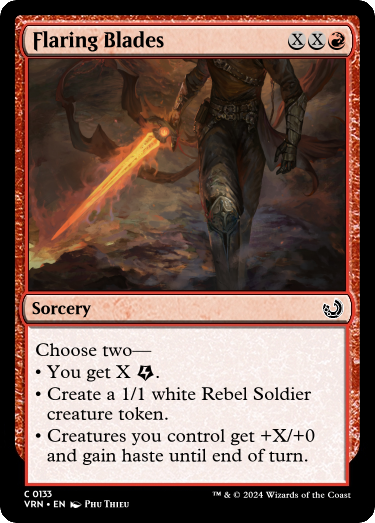 Flaring Blades XXR
Sorcery
Choose two—
• You get X.
• Create a 1/1 white Rebel Soldier
creature token.
• Creatures you control get +X/+0
and gain haste until end of turn.
C 0133
VRN • EN Phu Thieu
™ & © 2024 Wizards of the Coast